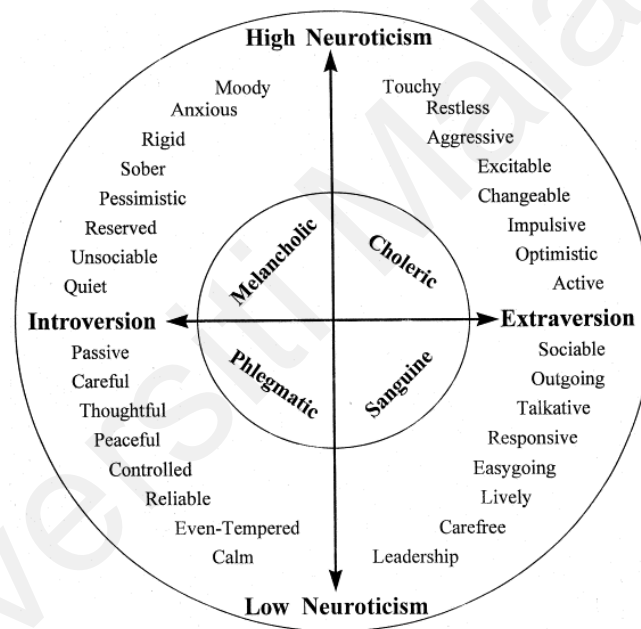 High Neuroticism
Moody
Anxious
Rigid
Sober
Pessimistic
Reserved
Unsociable
Quiet
Touchy
Restless
Aggressive
Excitable
Changeable
Impulsive
Optimistic
Active
Melancholic
Choleric
Introversion
Extraversion
Phlegmatic
Sanguine
Passive
Careful
Thoughtful
Peaceful
Controlled
Reliable
Even-Tempered
Calm
Sociable
Outgoing
Talkative
Responsive
Easygoing
Lively
Carefree
Leadership
Low Neuroticism
versiti Mala